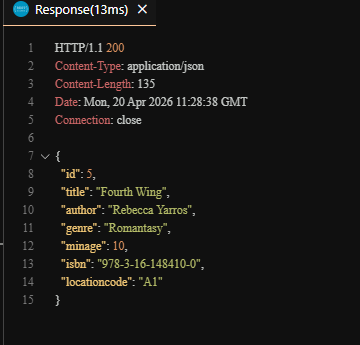 Response(13ms)
1 HTTP/1.1 200
2 Content-Type: application/json
3 Content-Length: 135
4 Date: Mon, 20 Apr 2026 11:28:38 GMT
5 Connection: close
6
7 {
8 "id": 5,
9 "title": "Fourth Wing",
10 "author": "Rebecca Yarros",
11 "genre": "Romantasy",
12 "minage": 10,
13 "isbn": "978-3-16-148410-0",
14 "locationcode": "A1"
15 }